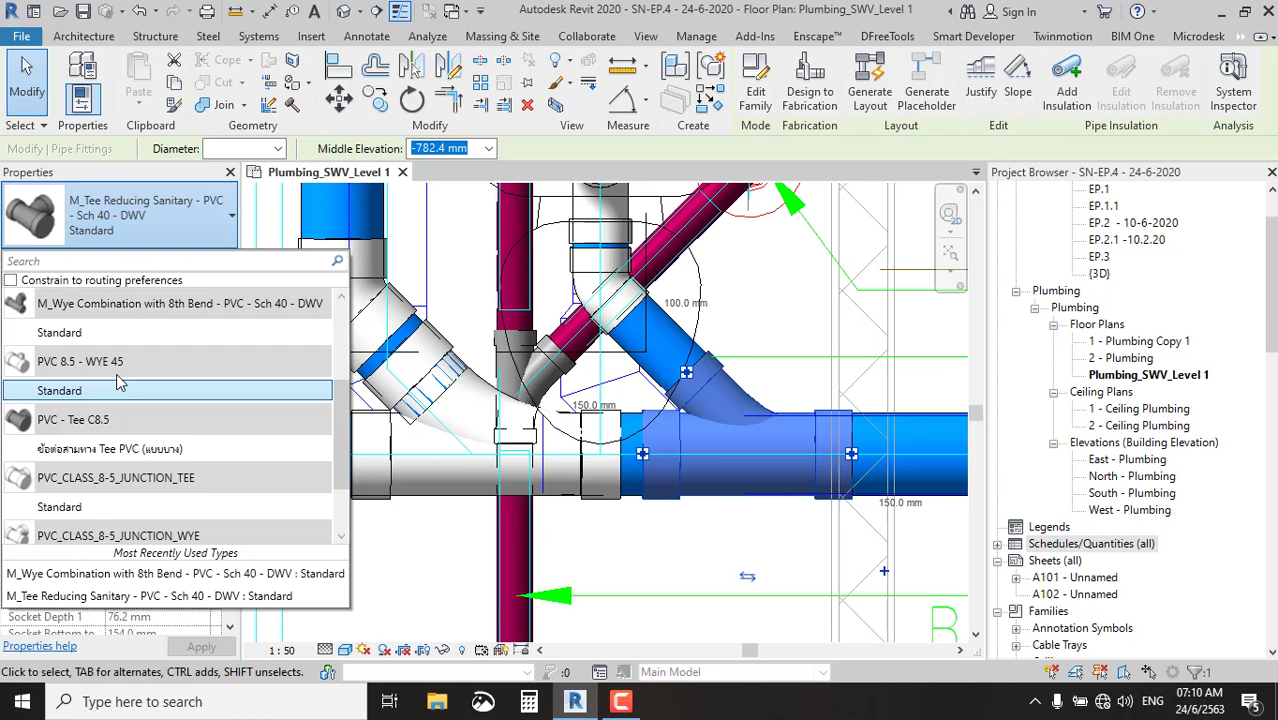 Autodesk Revit 2020 - SN-EP.4 - 24-6-2020 - Floor Plan: Plumbing_SWV_Level 1
Sign In
File Architecture Structure Steel Systems Insert Annotate Analyze Massing & Site Collaborate View Manage Add-Ins Enscape™ DFreeTools Smart Developer Twinmotion BIM One Microdesk
Modify
Properties
Paste
Cope
Cut
Join
Edit Family
Design to Fabrication
Generate Layout
Generate Placeholder
Justify
Slope
Add Insulation
Edit Insulation
Remove Insulation
System Inspector
Select Properties Clipboard Geometry Modify View Measure Create Mode Fabrication Layout Edit Pipe Insulation Analysis
Modify | Pipe Fittings Diameter: Middle Elevation: -782.4 mm
Properties
M_Tee Reducing Sanitary - PVC
- Sch 40 - DWV
Standard
Search
Constrain to routing preferences
M_Wye Combination with 8th Bend - PVC - Sch 40 - DWV
Standard
PVC 8.5 - WYE 45
Standard
PVC - Tee C8.5
ข้อต่อสามทาง Tee PVC (แบบบาง)
PVC_CLASS_8-5_JUNCTION_TEE
Standard
PVC_CLASS_8-5_JUNCTION_WYE
Most Recently Used Types
M_Wye Combination with 8th Bend - PVC - Sch 40 - DWV : Standard
M_Tee Reducing Sanitary - PVC - Sch 40 - DWV : Standard
Socket Depth 1 76.2 mm
Socket Bottom to 154.0 mm
Properties help Apply
Plumbing_SWV_Level 1
2D
100.0 mm
150.0 mm
150.0 mm
B
1 : 50
Project Browser - SN-EP.4 - 24-6-2020
EP.1
EP.1.1
EP.2 - 10-6-2020
EP.2.1 -10.2.20
EP.3
{3D}
Plumbing
Plumbing
Floor Plans
1 - Plumbing Copy 1
2 - Plumbing
Plumbing_SWV_Level 1
Ceiling Plans
1 - Ceiling Plumbing
2 - Ceiling Plumbing
Elevations (Building Elevation)
East - Plumbing
North - Plumbing
South - Plumbing
West - Plumbing
Legends
Schedules/Quantities (all)
Sheets (all)
A101 - Unnamed
A102 - Unnamed
Families
Annotation Symbols
Cable Trays
Click to select, TAB for alternates, CTRL adds, SHIFT unselects. :0 Main Model :1
Type here to search
ENG
07:10 AM
24/6/2563
5